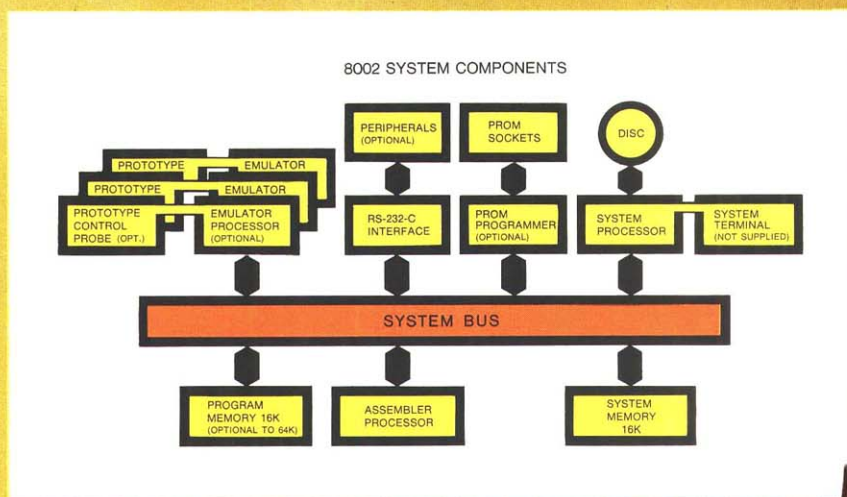 8002 SYSTEM COMPONENTS
PERIPHERALS
(OPTIONAL)
PROM
SOCKETS
DISC
PROTOTYPE
EMULATOR
PROTOTYPE
EMULATOR
PROTOTYPE
CONTROL
PROBE (OPT.)
EMULATOR
PROCESSOR
(OPTIONAL)
RS-232-C
INTERFACE
PROM
PROGRAMMER
(OPTIONAL)
SYSTEM
PROCESSOR
SYSTEM
TERMINAL
(NOT SUPPLIED)
SYSTEM BUS
PROGRAM
MEMORY 16K
(OPTIONAL TO 64K)
ASSEMBLER
PROCESSOR
SYSTEM
MEMORY
16K